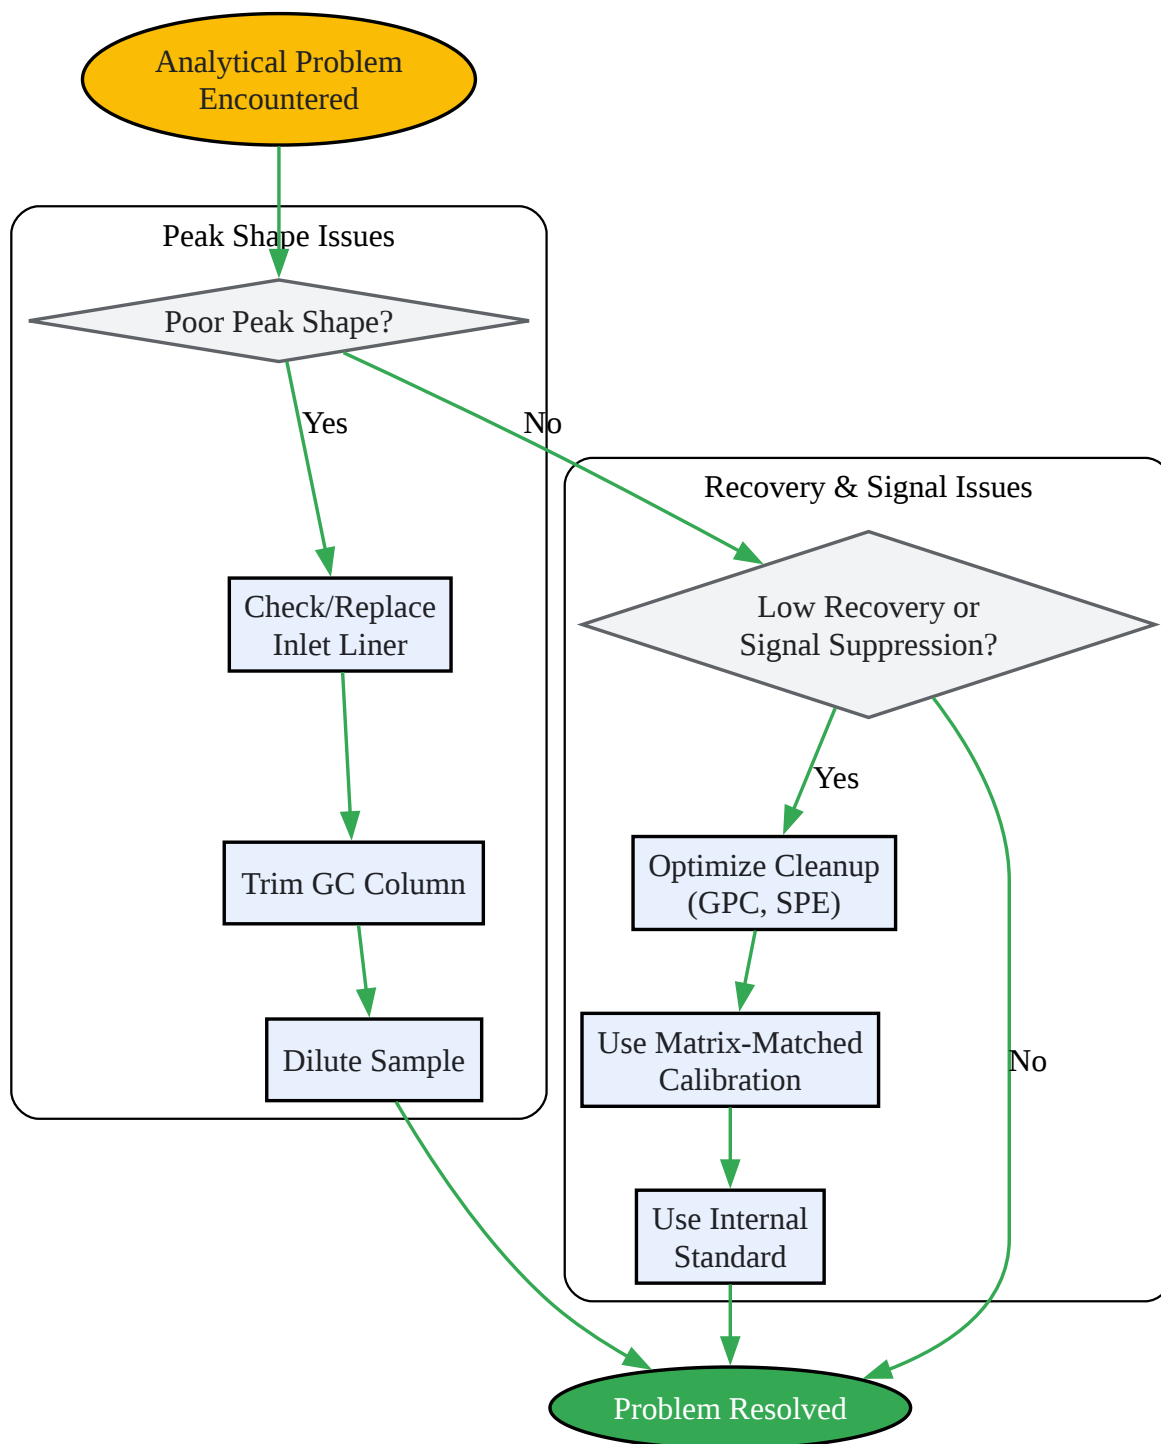 Analytical Problem
Encountered
Peak Shape Issues
Poor Peak Shape?
Yes
No
Check/Replace
Inlet Liner
Trim GC Column
Dilute Sample
Recovery & Signal Issues
Low Recovery or
Signal Suppression?
Yes
No
Optimize Cleanup
(GPC, SPE)
Use Matrix-Matched
Calibration
Use Internal
Standard
Problem Resolved